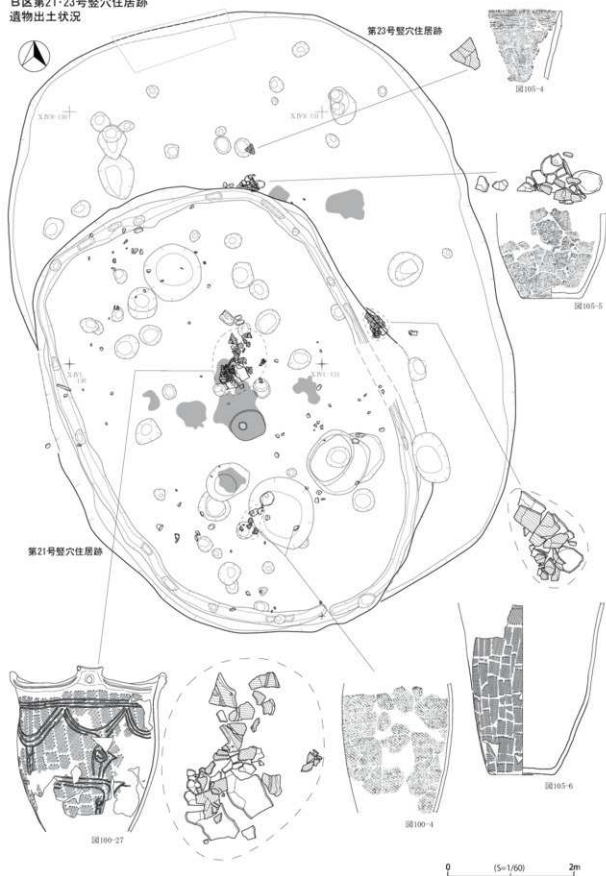 B区第21・23号竪穴住居跡
遺物出土状況
第23号竪穴住居跡
図105-4
図105-5
炉石
第21号竪穴住居跡
図100-27
図100-4
図105-6
0 (S=1/60) 2m